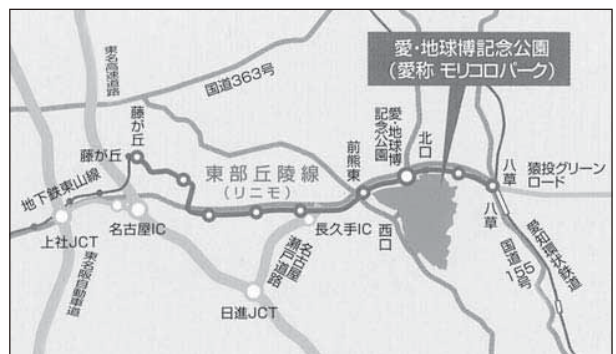 愛・地球博記念公園
（愛称 モリコロパーク）
東名高速道路
国道363号
藤が丘
藤が丘
地下鉄東山線
東部丘陵線
（リニモ）
前熊東
愛・地球博
記念公園
北口
八草
猿投グリーン
ロード
上社JCT
名古屋IC
長久手IC
西口
八草
東名阪自動車道
名古屋
瀬戸道路
日進JCT
国道155号
愛知環状鉄道